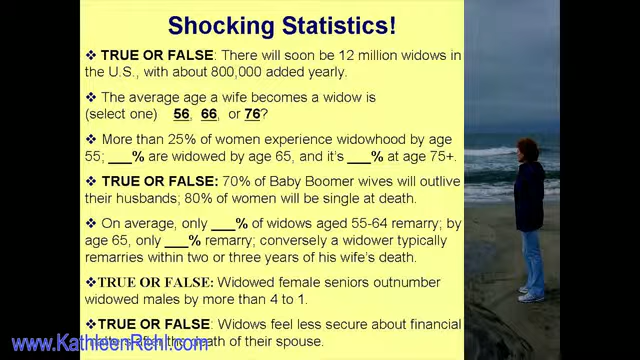 Shocking Statistics!
❖ TRUE OR FALSE: There will soon be 12 million widows in
the U.S., with about 800,000 added yearly.
❖ The average age a wife becomes a widow is
(select one) 56, 66, or 76?
❖ More than 25% of women experience widowhood by age
55; ___% are widowed by age 65, and it's ___% at age 75+.
❖ TRUE OR FALSE: 70% of Baby Boomer wives will outlive
their husbands; 80% of women will be single at death.
❖ On average, only ___% of widows aged 55-64 remarry; by
age 65, only ___% remarry; conversely a widower typically
remarries within two or three years of his wife's death.
❖TRUE OR FALSE: Widowed female seniors outnumber
widowed males by more than 4 to 1.
❖TRUE OR FALSE: Widows feel less secure about financial
after the death of their spouse.
www.KathleenRehl.com